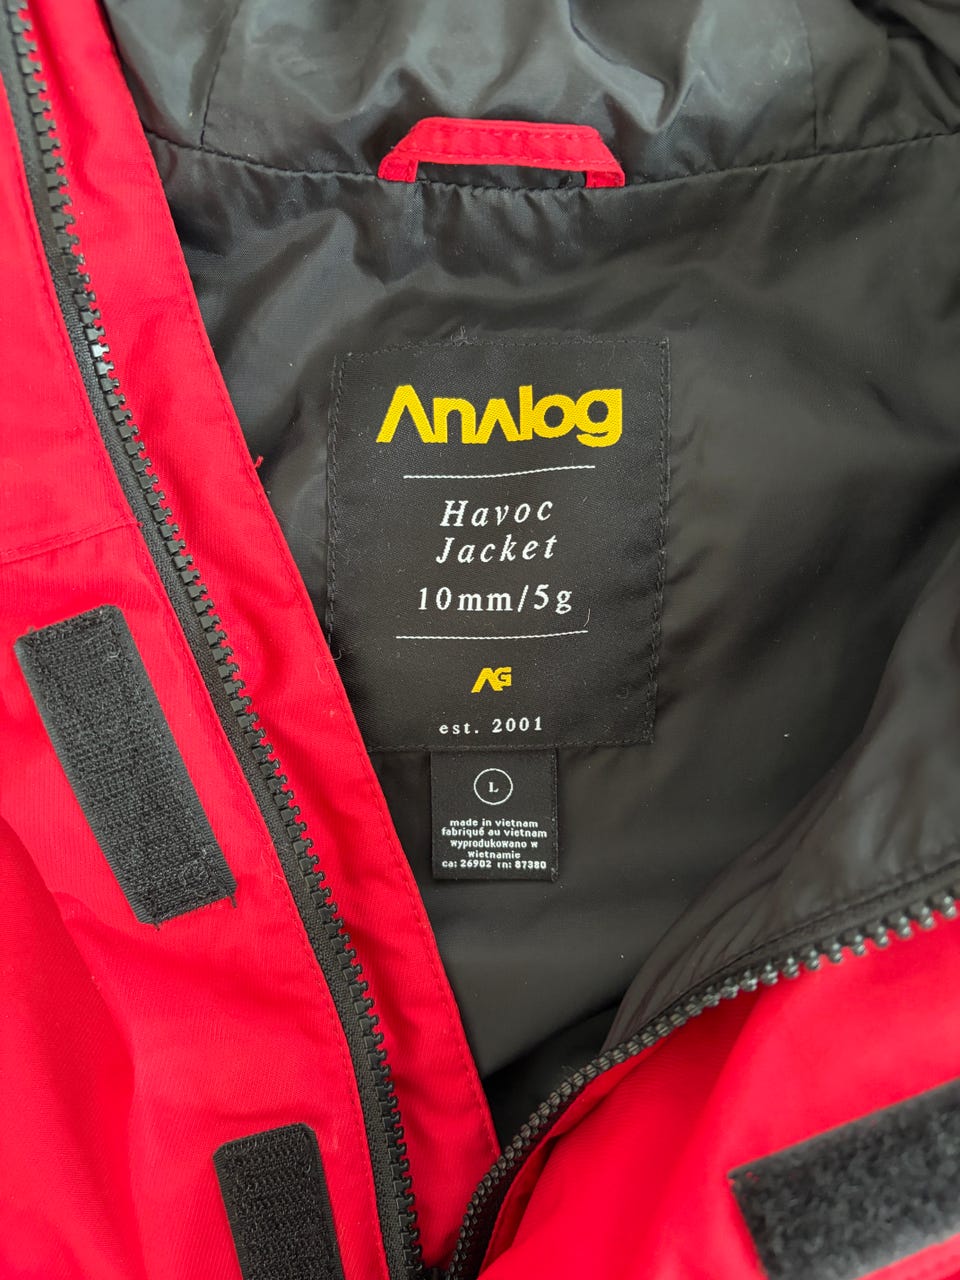 Analog
Havoc
Jacket
10mm/5g
AG
est. 2001
L
made in vietnam
fabriqué au vietnam
wyprodukowano w
wietnamie
ca: 26902 rn: 87380